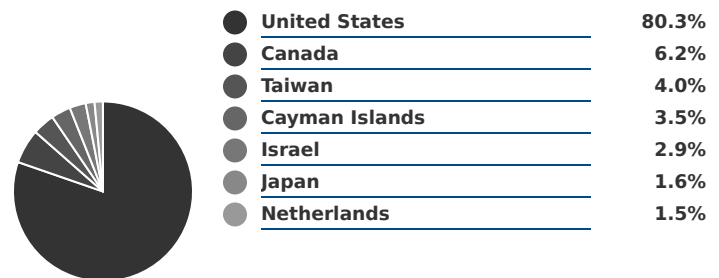 United States 80.3%
Canada 6.2%
Taiwan 4.0%
Cayman Islands 3.5%
Israel 2.9%
Japan 1.6%
Netherlands 1.5%